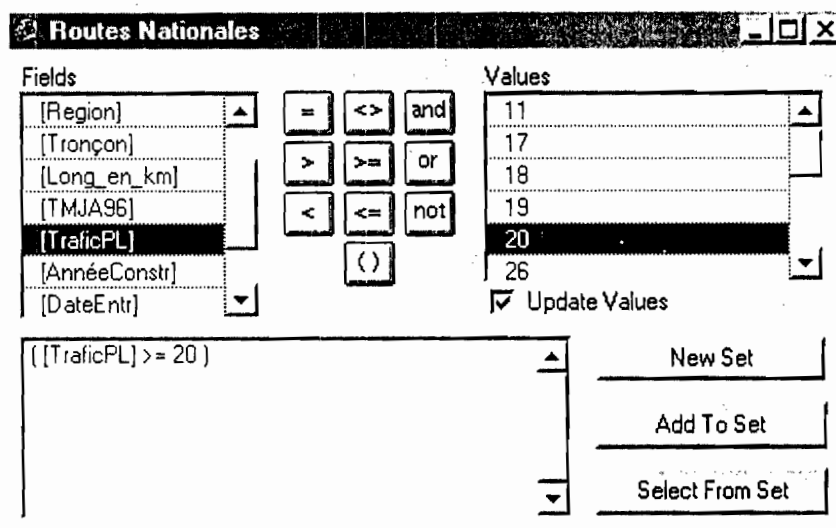 Routes Nationales
Fields
[Region]
[Tronçon]
[Long_en_km]
[TMJA96]
[TraficPL]
[AnnéeConstr]
[DateEntr]
= <> and
> >= or
< <= not
()
Values
11
17
18
19
20
26
Update Values
( [TraficPL] >= 20 )
New Set
Add To Set
Select From Set